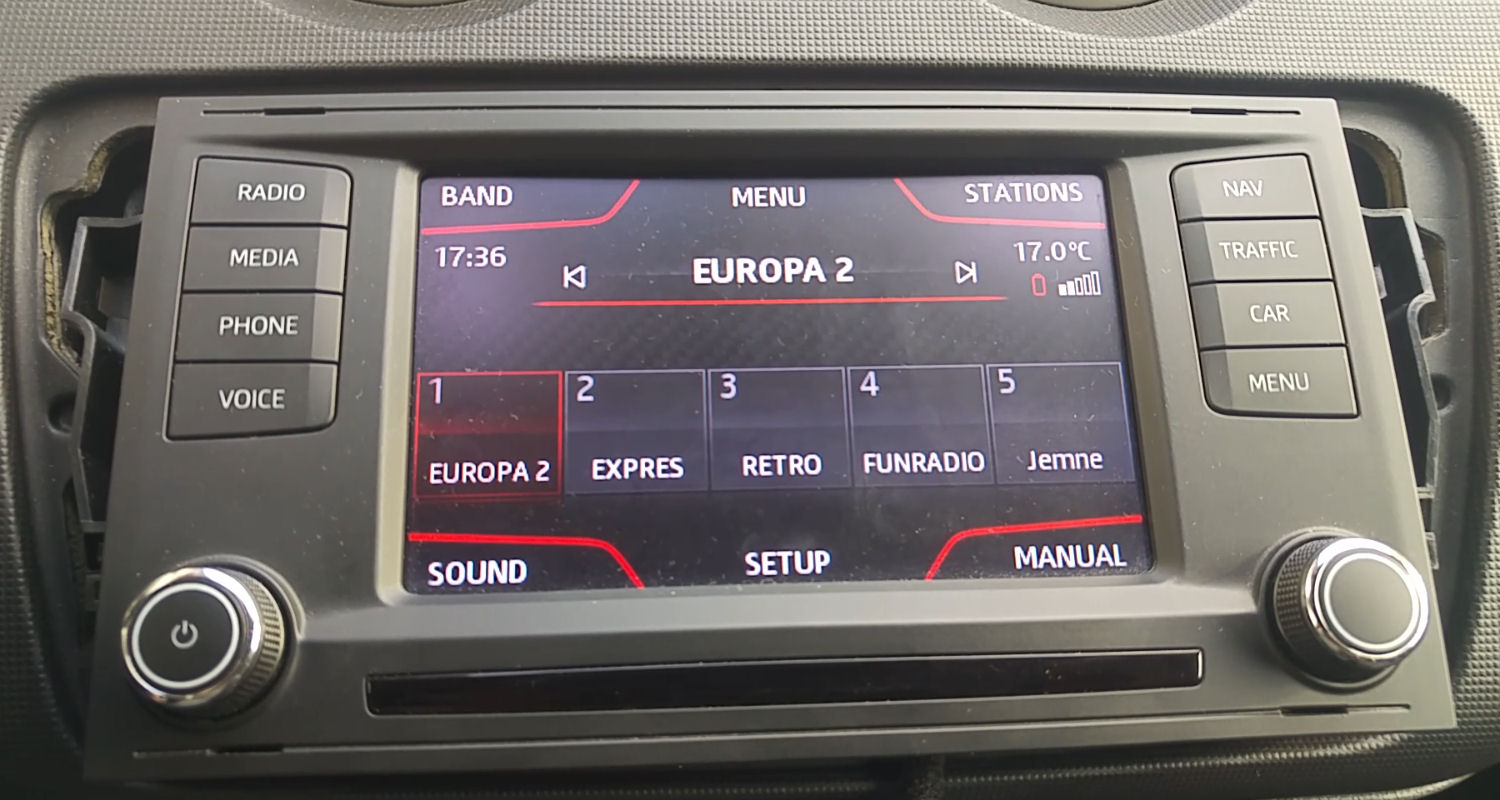 RADIO
MEDIA
PHONE
VOICE
BAND MENU STATIONS
17:36 EUROPA 2 17.0°C
1 2 3 4 5
EUROPA 2 EXPRES RETRO FUNRADIO Jemne
SOUND SETUP MANUAL
NAV
TRAFFIC
CAR
MENU